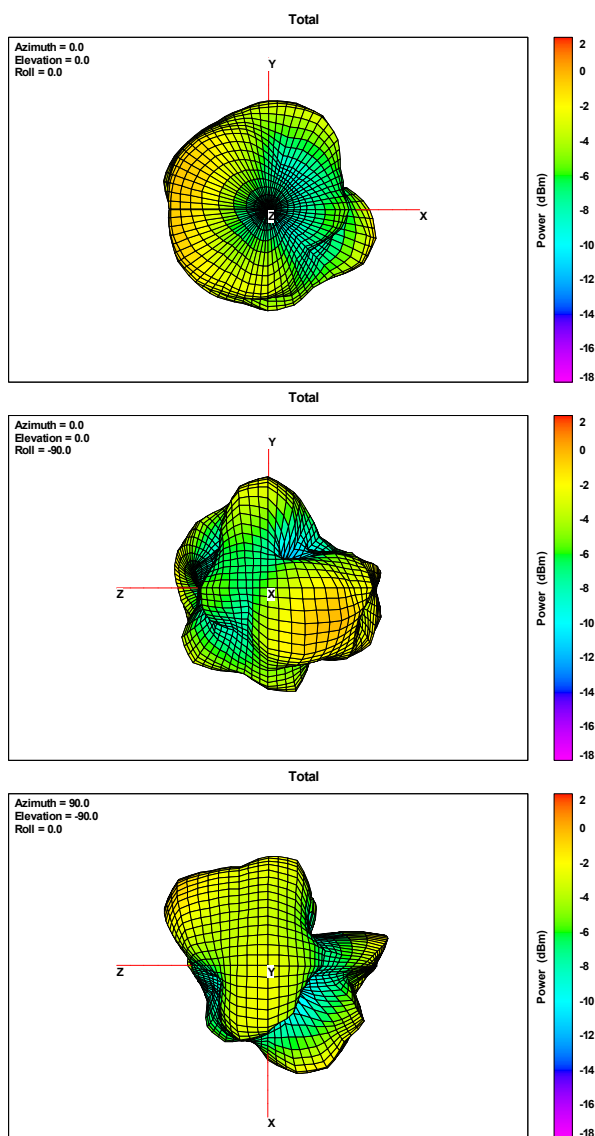 Total
Azimuth = 0.0
Elevation = 0.0
Roll = 0.0
Y
Z
X
2
0
-2
-4
-6
-8
-10
-12
-14
-16
-18
Power (dBm)
Total
Azimuth = 0.0
Elevation = 0.0
Roll = -90.0
Y
Z
X
2
0
-2
-4
-6
-8
-10
-12
-14
-16
-18
Power (dBm)
Total
Azimuth = 90.0
Elevation = -90.0
Roll = 0.0
Z
Y
X
2
0
-2
-4
-6
-8
-10
-12
-14
-16
-18
Power (dBm)